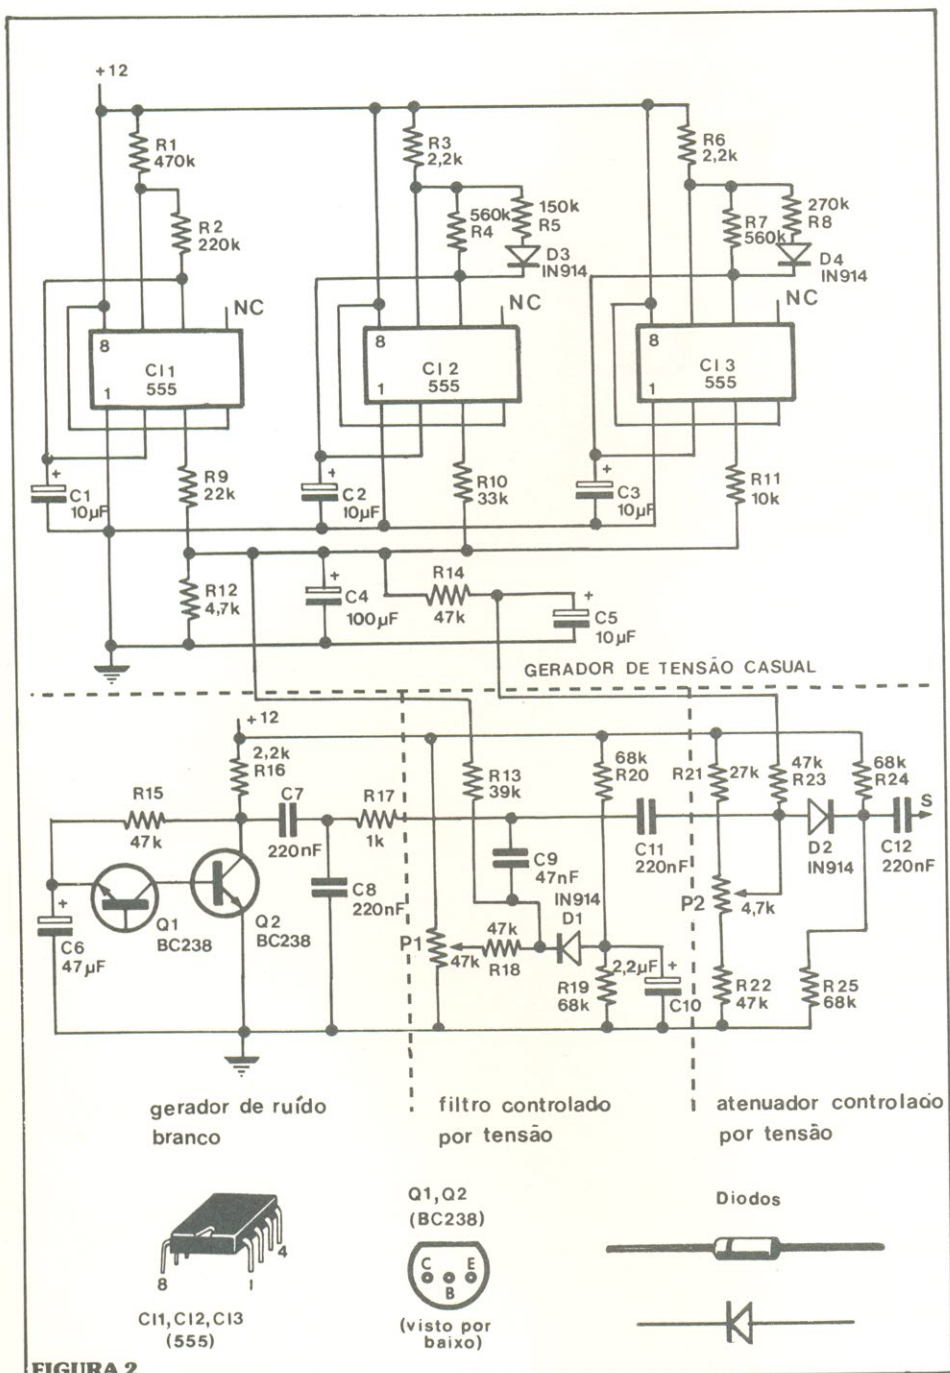 +12
R1
470k
R2
220k
NC
8
CI1
555
1
R9
22k
+
C1
10µF
R12
4,7k
R3
2,2k
560k
R4
150k
R5
D3
IN914
NC
8
CI2
555
1
R10
33k
+
C2
10µF
R6
2,2k
R7
560k
270k
R8
D4
IN914
NC
8
CI3
555
1
R11
10k
+
C3
10µF
+
C4
100µF
R14
47k
+
C5
10µF
GERADOR DE TENSÃO CASUAL
+12
2,2k
R16
R15
47k
C7
220nF
R17
1k
C8
220nF
Q1
BC238
Q2
BC238
+
C6
47µF
R13
39k
68k
R20
C9
47nF
IN914
D1
P1
47k
47k
R18
R19
68k
2,2µF
+
C10
C11
220nF
R21
27k
47k
R23
68k
R24
S
D2
IN914
C12
220nF
P2
4,7k
R22
47k
R25
68k
gerador de ruído
branco
filtro controlado
por tensão
atenuador controlado
por tensão
8
1
4
CI1,CI2,CI3
(555)
Q1,Q2
(BC238)
C
B
E
(visto por
baixo)
Diodos
FIGURA 2